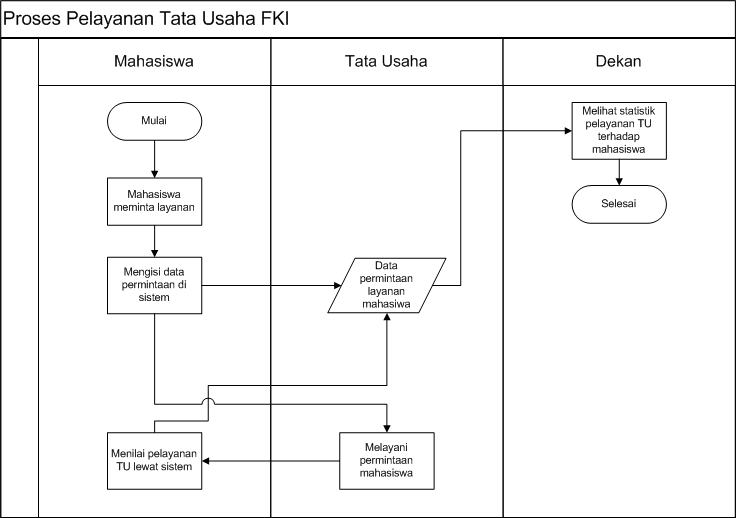 Proses Pelayanan Tata Usaha FKI
Mahasiswa
Tata Usaha
Dekan
Mulai
Mahasiswa
meminta layanan
Mengisi data
permintaan di
sistem
Data
permintaan
layanan
mahasiwa
Melihat statistik
pelayanan TU
terhadap
mahasiswa
Selesai
Menilai pelayanan
TU lewat sistem
Melayani
permintaan
mahasiswa